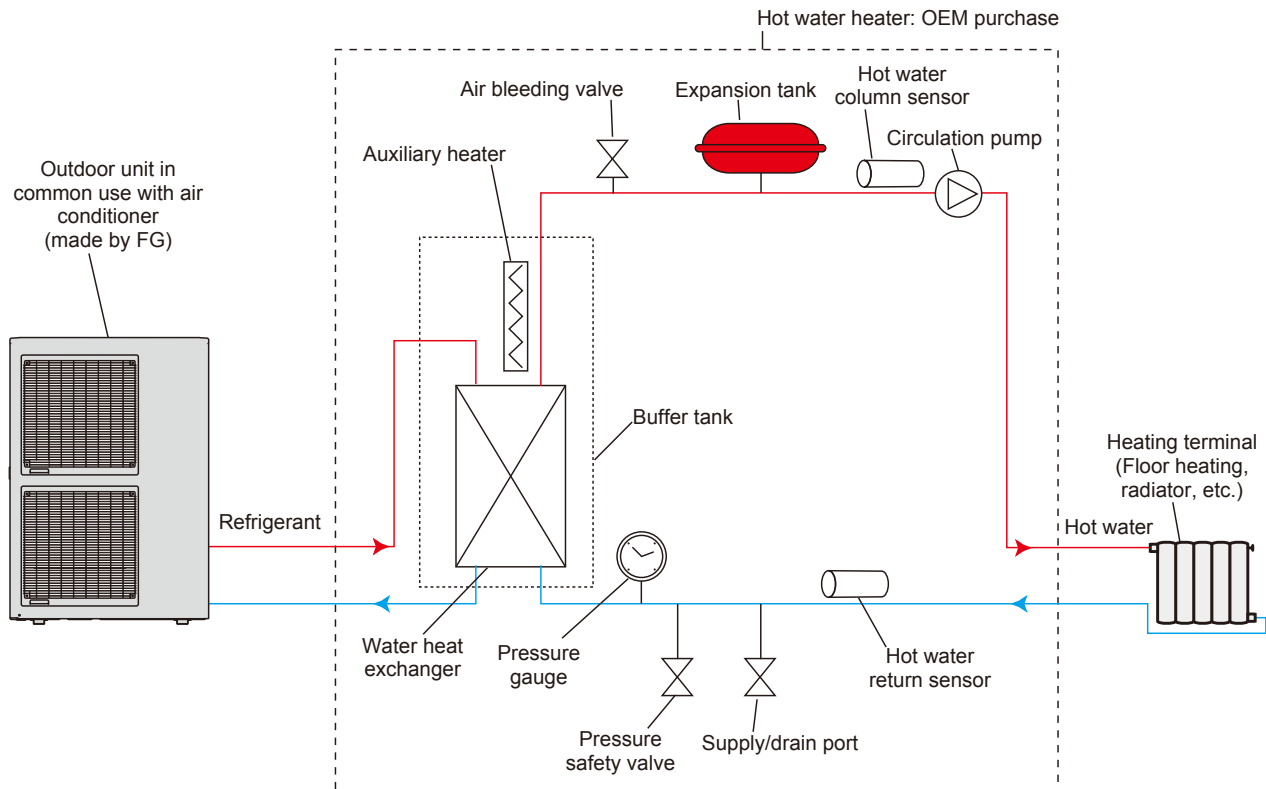 Hot water heater: OEM purchase
Air bleeding valve
Expansion tank
Hot water
column sensor
Circulation pump
Auxiliary heater
Outdoor unit in
common use with air
conditioner
(made by FG)
Buffer tank
Heating terminal
(Floor heating,
radiator, etc.)
Refrigerant
Hot water
Water heat
exchanger
Pressure
gauge
Hot water
return sensor
Pressure
safety valve
Supply/drain port